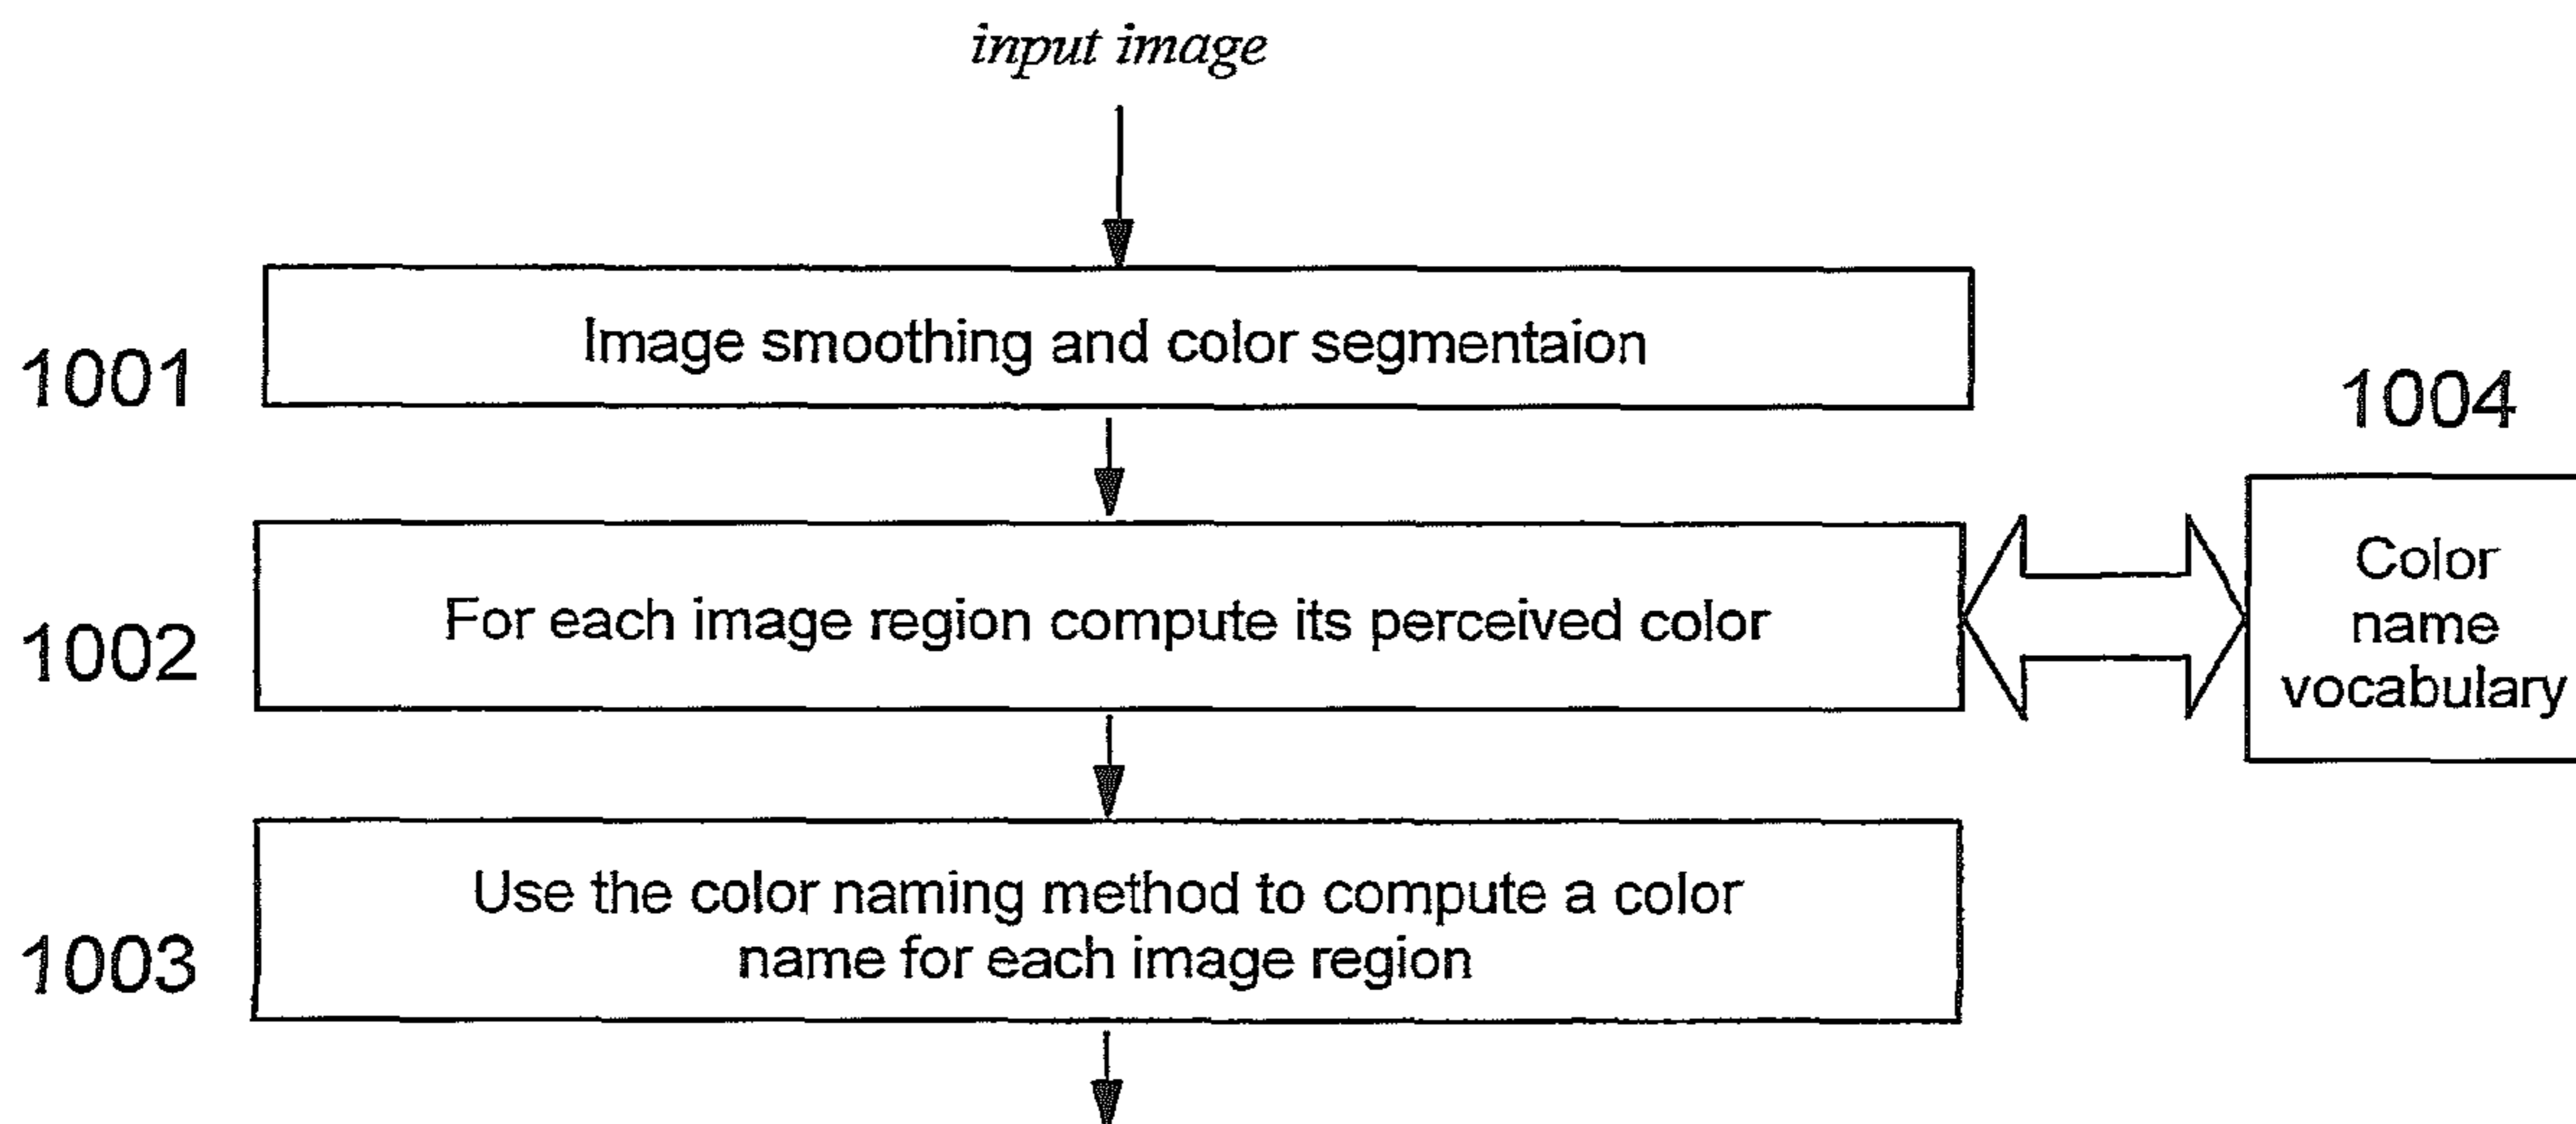 input image
1001
Image smoothing and color segmentaion
1004
1002
For each image region compute its perceived color
Color
name
vocabulary
1003
Use the color naming method to compute a color
name for each image region